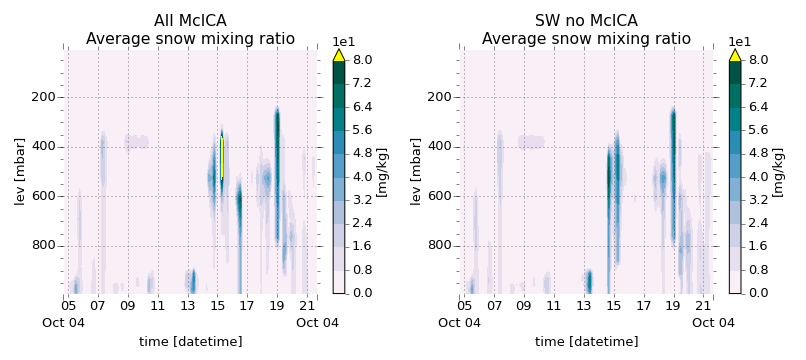 All McICA
Average snow mixing ratio
1e1
8.0
7.2
6.4
5.6
4.8
4.0
3.2
2.4
1.6
0.8
0.0
[mg/kg]
lev [mbar]
200
400
600
800
05 07 09 11 13 15 17 19 21
Oct 04 Oct 04
time [datetime]
SW no McICA
Average snow mixing ratio
1e1
8.0
7.2
6.4
5.6
4.8
4.0
3.2
2.4
1.6
0.8
0.0
[mg/kg]
lev [mbar]
200
400
600
800
05 07 09 11 13 15 17 19 21
Oct 04 Oct 04
time [datetime]